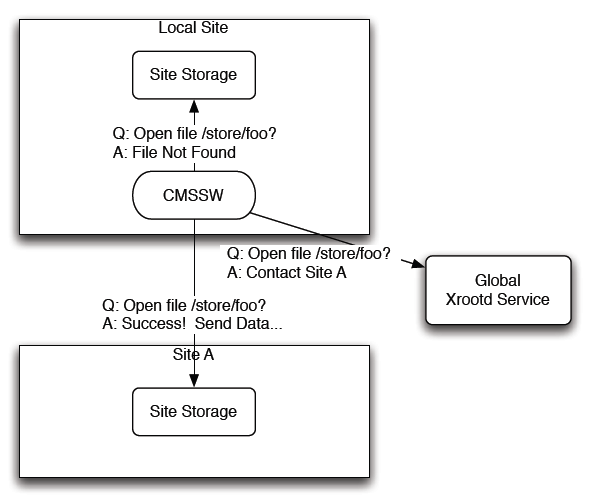 Local Site
Site Storage
Q: Open file /store/foo?
A: File Not Found
CMSSW
Q: Open file /store/foo?
A: Contact Site A
Global
Xrootd Service
Q: Open file /store/foo?
A: Success!  Send Data...
Site A
Site Storage